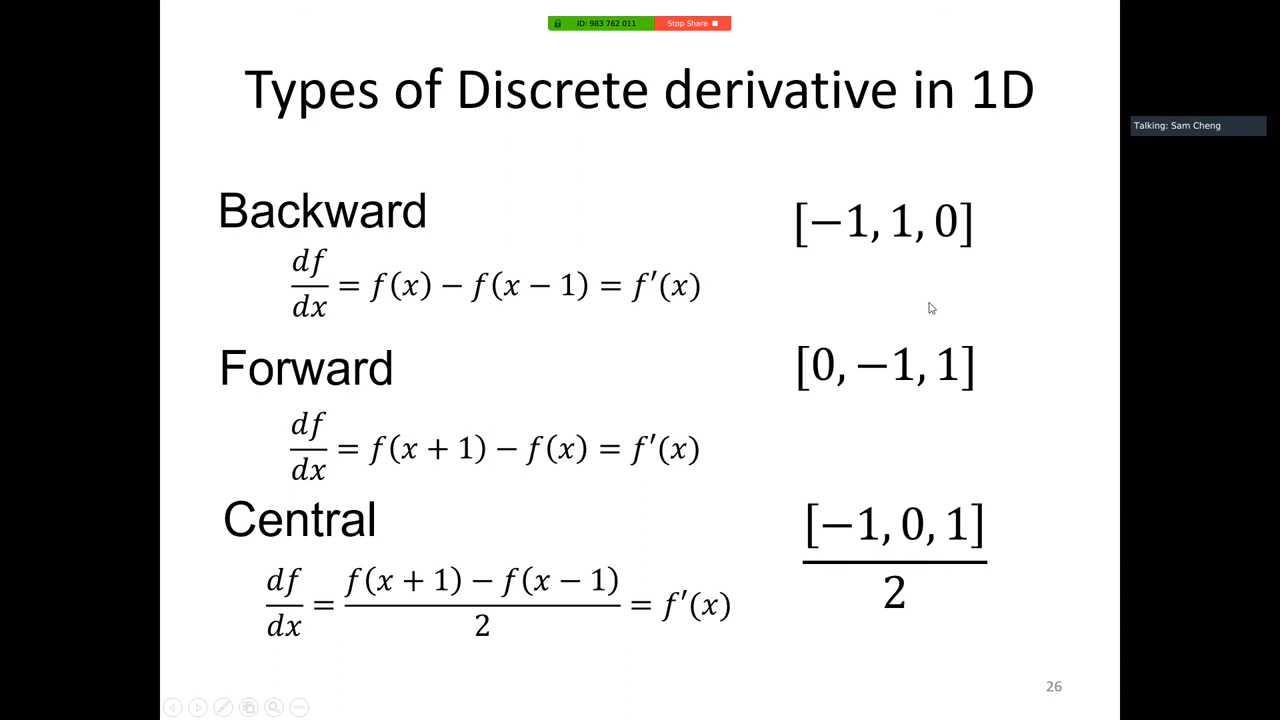 ID: 983 762 011 Stop Share
Types of Discrete derivative in 1D
Talking: Sam Cheng
Backward [−1, 1, 0]
df/dx = f(x) − f(x − 1) = f′(x)
Forward [0, −1, 1]
df/dx = f(x + 1) − f(x) = f′(x)
Central [−1, 0, 1]/2
df/dx = (f(x + 1) − f(x − 1))/2 = f′(x)
26